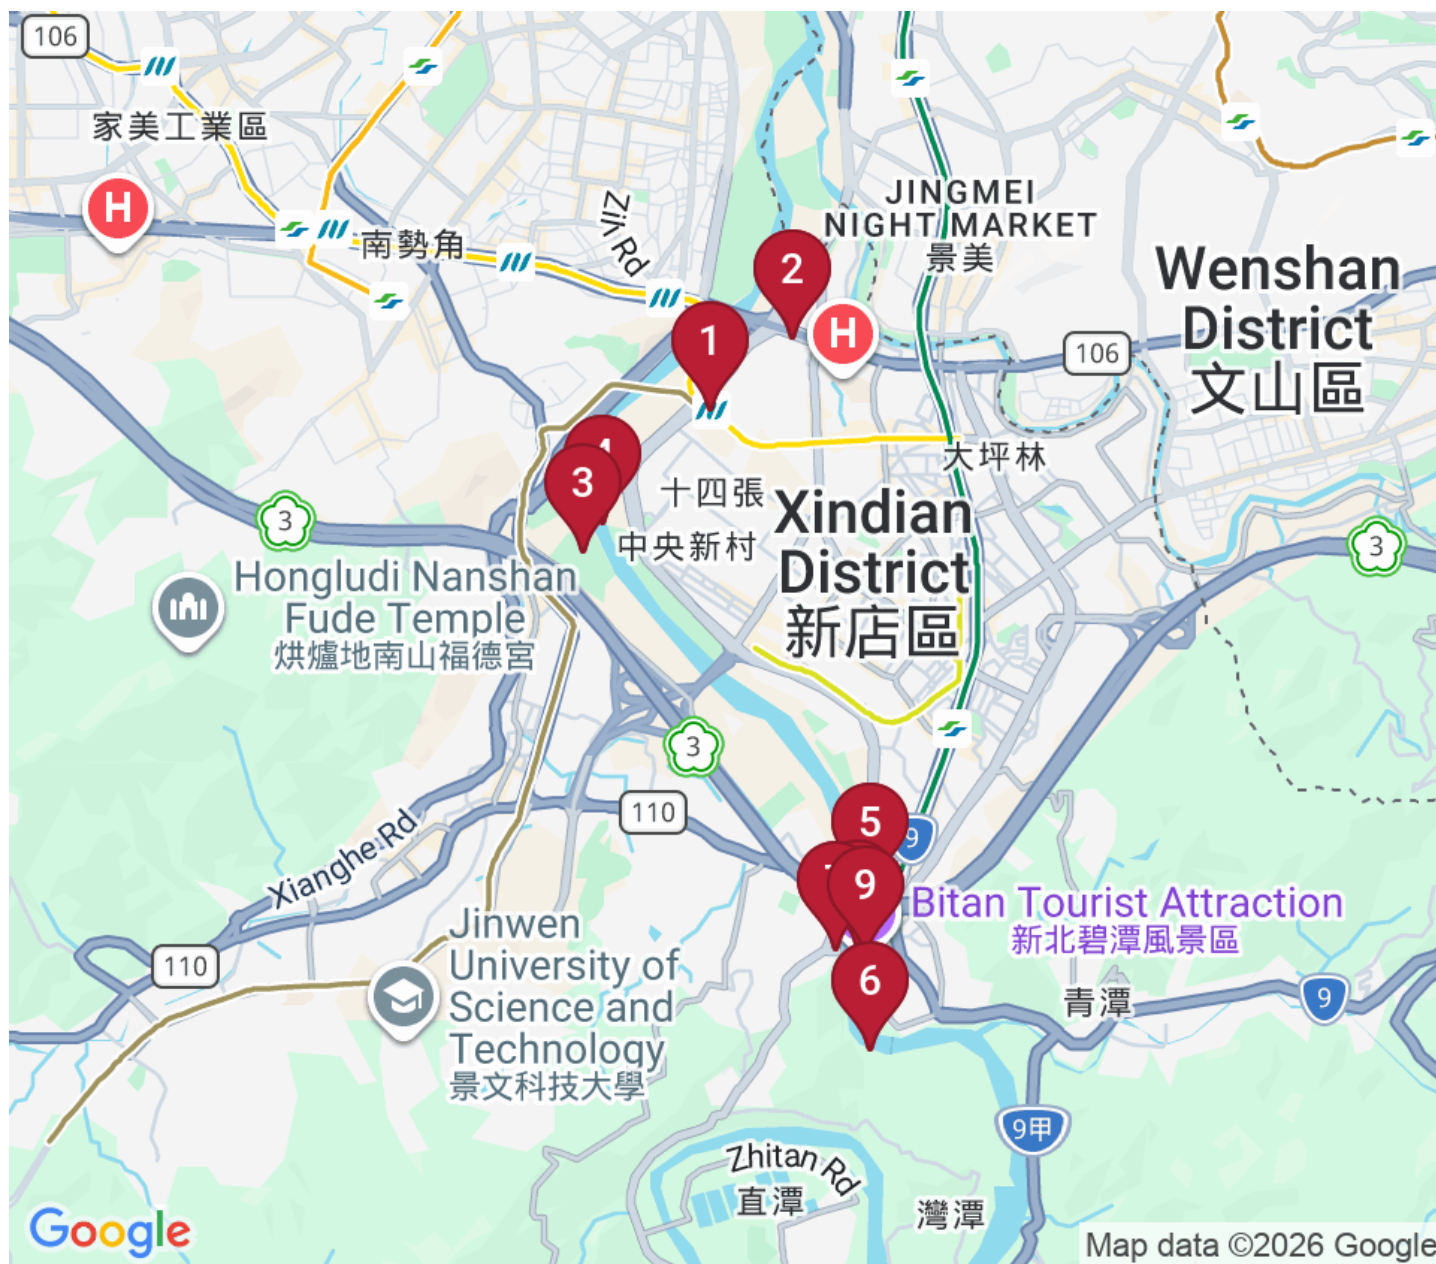 106
家美工業區
H
南勢角
Zili Rd
JINGMEI
NIGHT MARKET
景美
2
H
1
106
Wenshan
District
文山區
大坪林
4
3
十四張
中央新村
Xindian
District
新店區
3
3
Hongludi Nanshan
Fude Temple
烘爐地南山福德宮
3
110
Xianghe Rd
5
9
9
Bitan Tourist Attraction
新北碧潭風景區
6
110
Jinwen
University of
Science and
Technology
景文科技大學
青潭
9
9甲
Zhitan Rd
直潭
灣潭
Google
Map data ©2026 Google